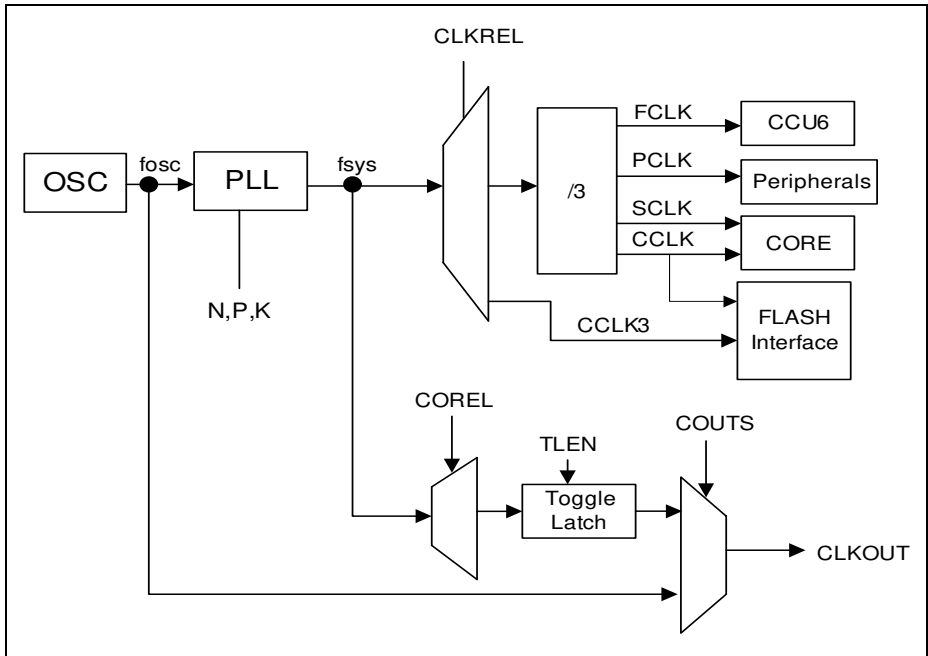 CLKREL
FCLK
CCU6
fosc
fsys
PCLK
OSC
PLL
/3
Peripherals
SCLK
CCLK
CORE
N,P,K
CCLK3
FLASH
Interface
COREL
COUTS
TLEN
Toggle
Latch
CLKOUT